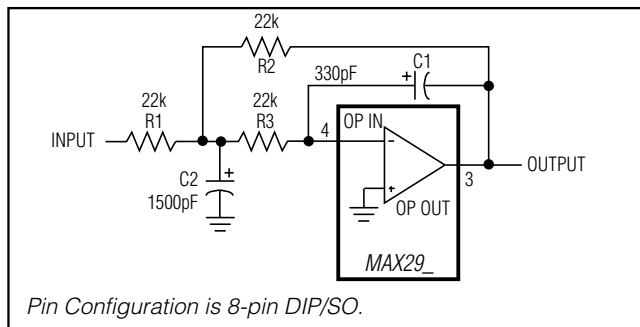 22k
R2
C1
330pF
+
22k
R1
22k
R3
4
OP IN
INPUT
-
OUTPUT
3
C2
+
1500pF
+
OP OUT
MAX29_
Pin Configuration is 8-pin DIP/SO.